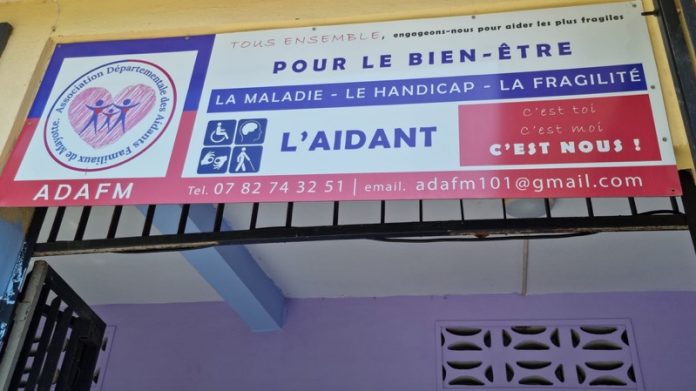 Association Départementale des Aidants Familiaux de Mayotte.
ADAFM
TOUS ENSEMBLE, engageons-nous pour aider les plus fragiles
POUR LE BIEN-ÊTRE
LA MALADIE - LE HANDICAP - LA FRAGILITÉ
L'AIDANT
C'est toi
C'est moi
C'EST NOUS !
Tel. 07 82 74 32 51 | email. adafm101@gmail.com